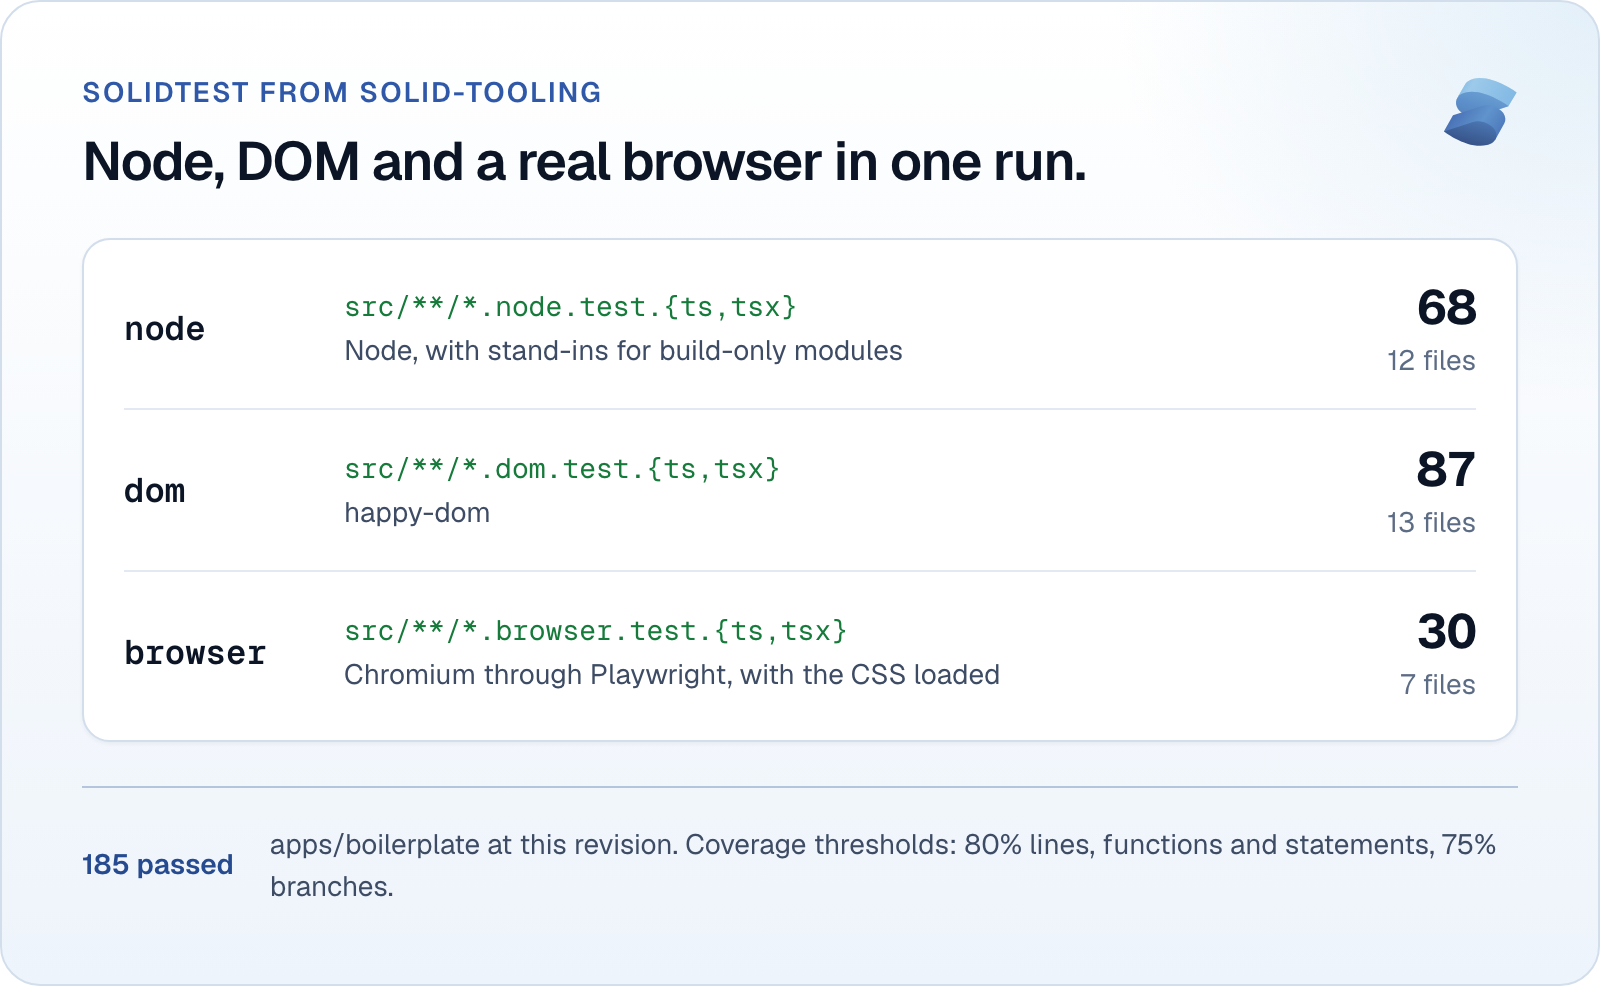 SOLIDTEST FROM SOLID-TOOLING
Node, DOM and a real browser in one run.
node
src/**/*.node.test.{ts,tsx}
Node, with stand-ins for build-only modules
68
12 files
dom
src/**/*.dom.test.{ts,tsx}
happy-dom
87
13 files
browser
src/**/*.browser.test.{ts,tsx}
Chromium through Playwright, with the CSS loaded
30
7 files
185 passed
apps/boilerplate at this revision. Coverage thresholds: 80% lines, functions and statements, 75%
branches.